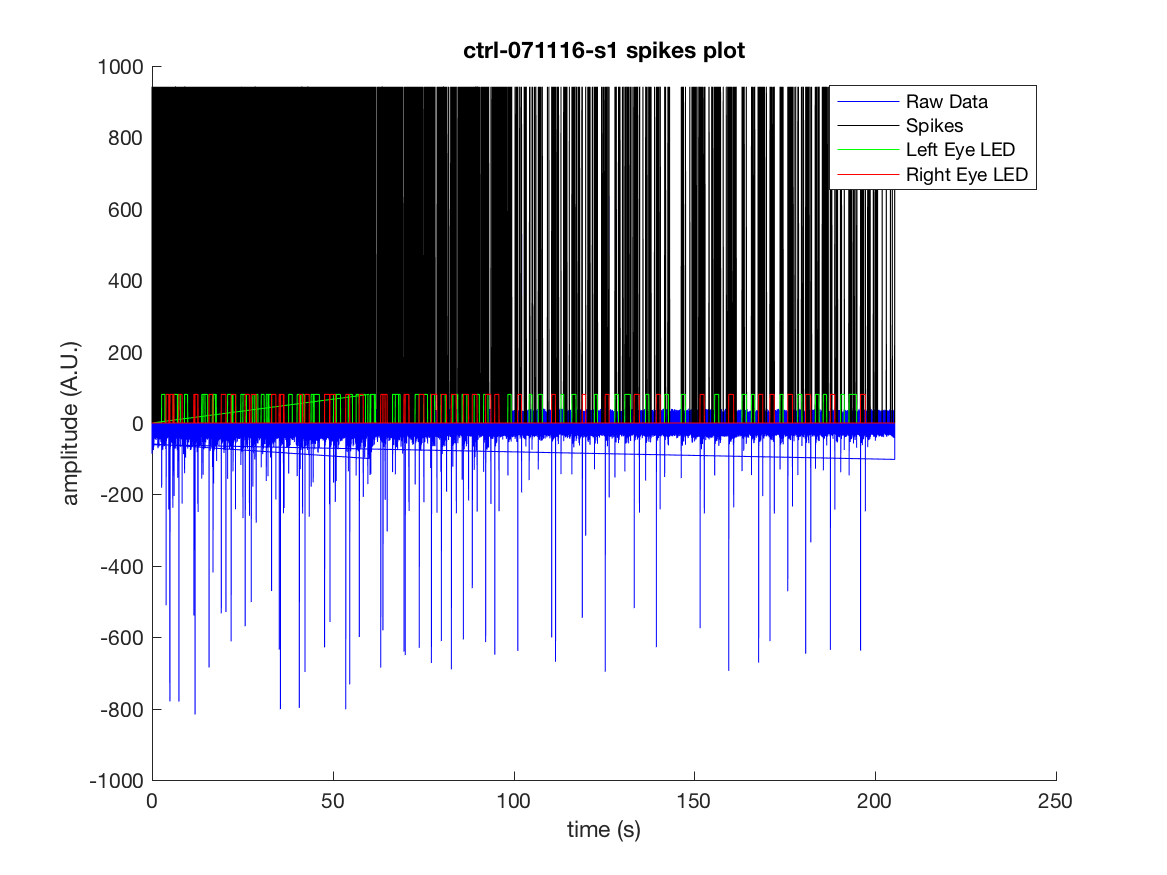 ctrl-071116-s1 spikes plot
1000
800
600
400
200
0
-200
-400
-600
-800
-1000
amplitude (A.U.)
Raw Data
Spikes
Left Eye LED
Right Eye LED
0
50
100
150
200
250
time (s)